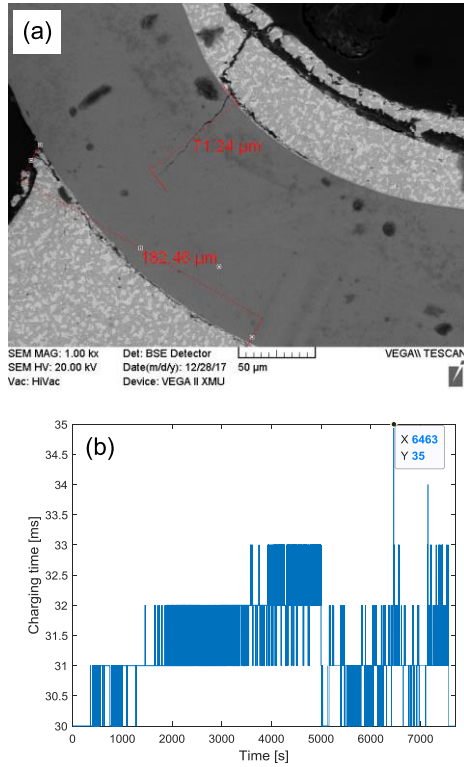 (a)
71.24 µm
182.46 µm
SEM MAG: 1.00 kx Det: BSE Detector VEGA\\ TESCAN
SEM HV: 20.00 kV Date(m/d/y): 12/28/17 50 µm
Vac: HiVac Device: VEGA II XMU
(b)
35
34.5
34
33.5
33
32.5
32
31.5
31
30.5
30
Charging time [ms]
X 6463
Y 35
0 1000 2000 3000 4000 5000 6000 7000
Time [s]